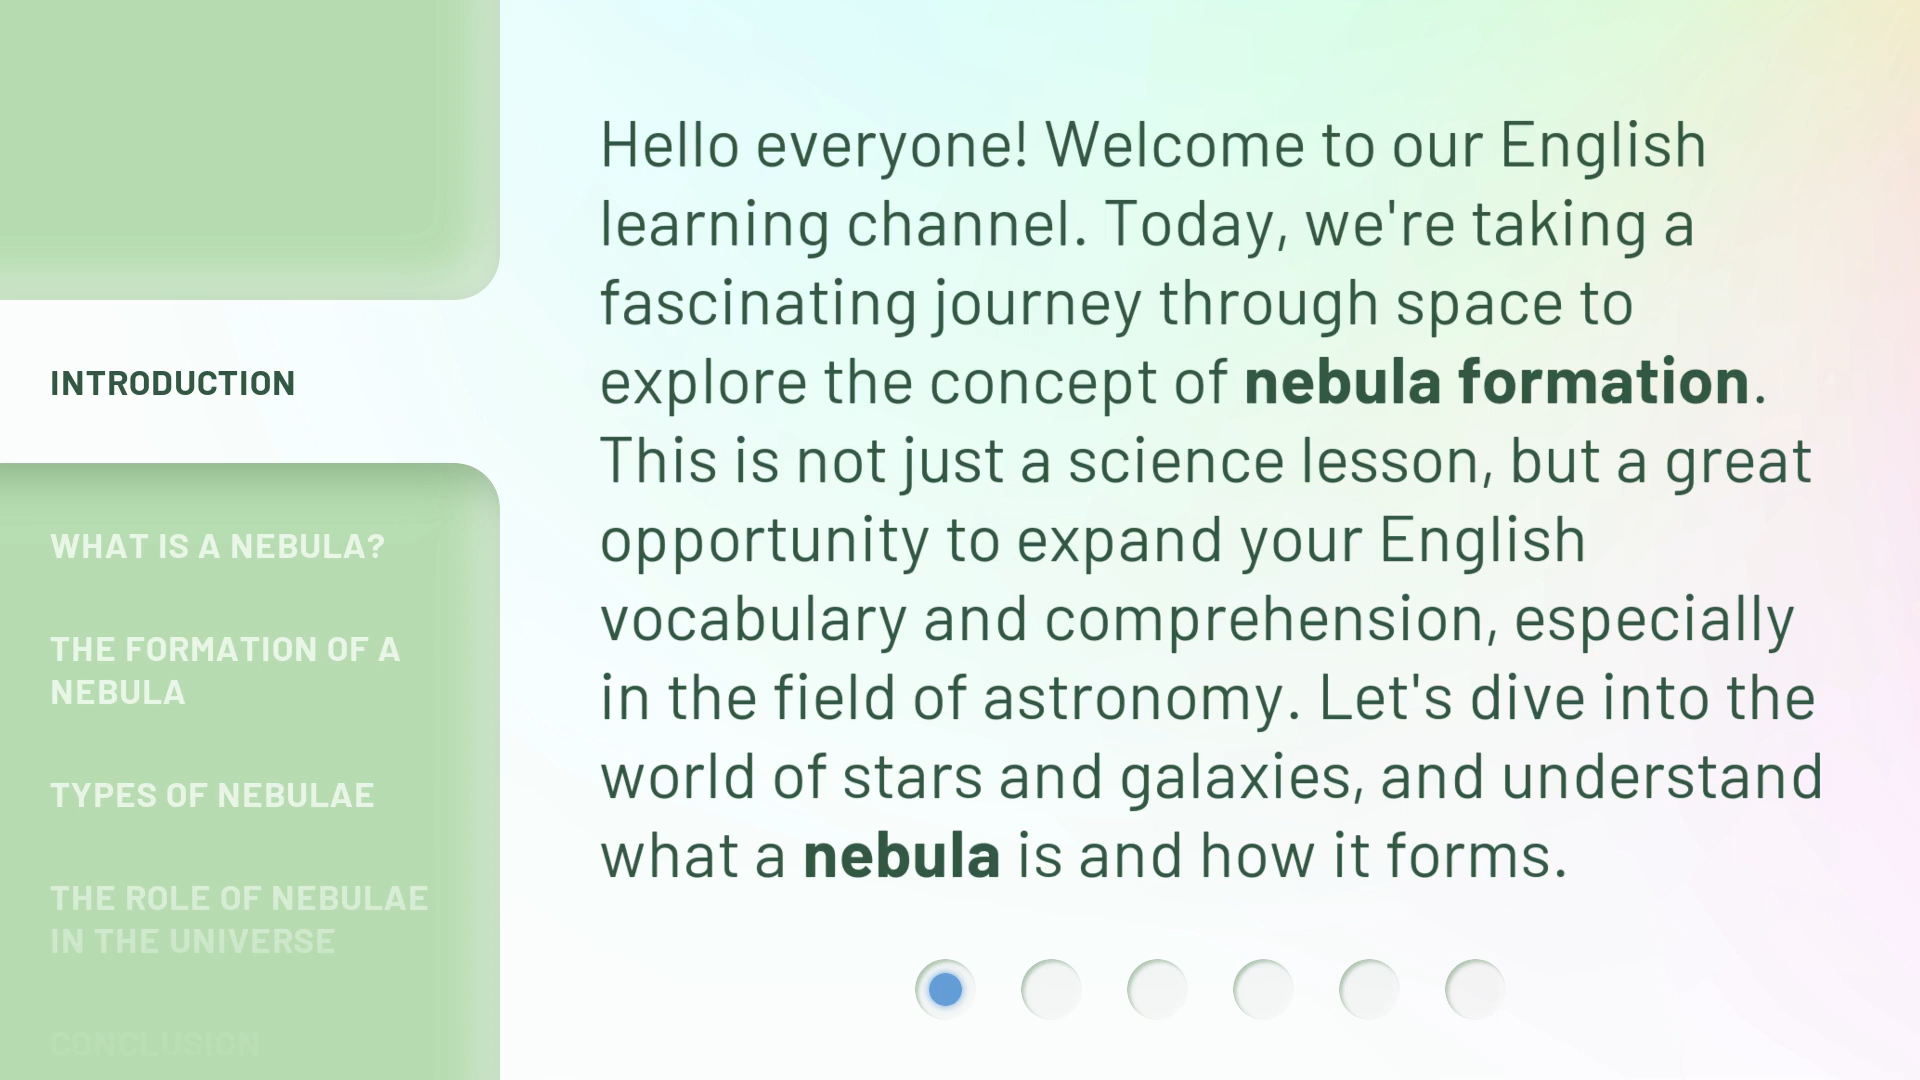 INTRODUCTION
WHAT IS A NEBULA?
THE FORMATION OF A
NEBULA
TYPES OF NEBULAE
THE ROLE OF NEBULAE
IN THE UNIVERSE
CONCLUSION
Hello everyone! Welcome to our English
learning channel. Today, we're taking a
fascinating journey through space to
explore the concept of nebula formation.
This is not just a science lesson, but a great
opportunity to expand your English
vocabulary and comprehension, especially
in the field of astronomy. Let's dive into the
world of stars and galaxies, and understand
what a nebula is and how it forms.